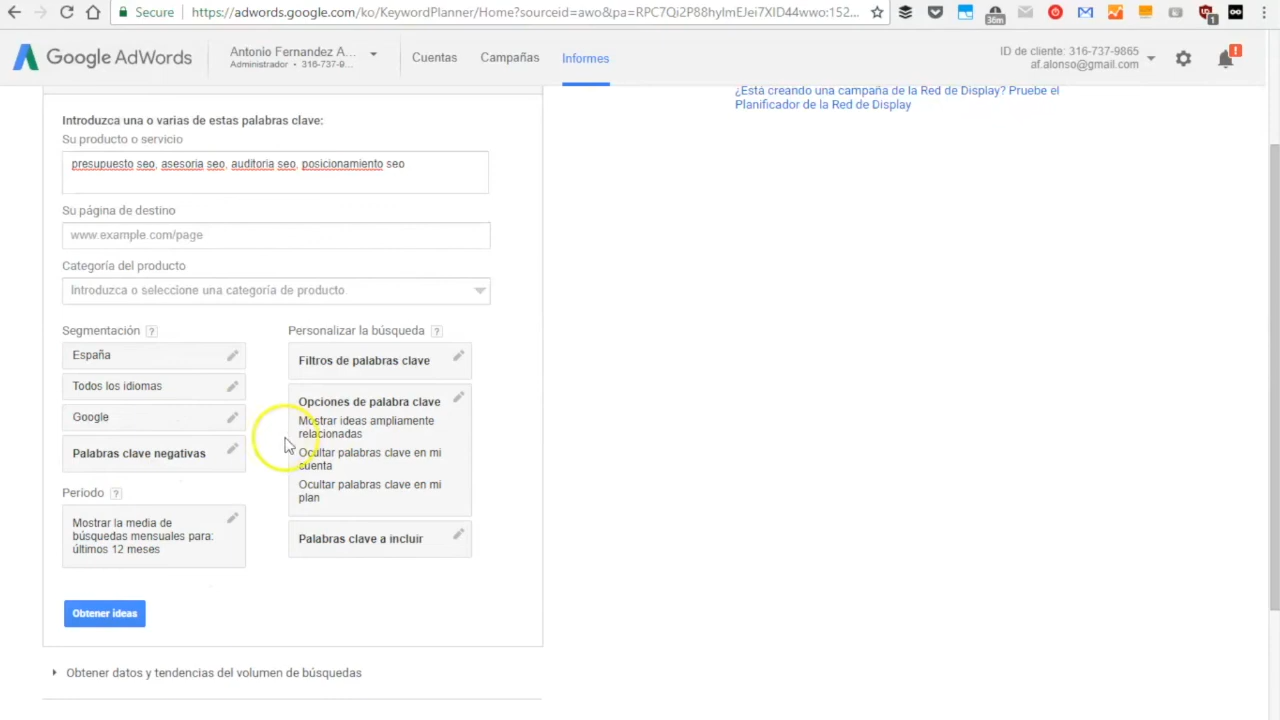 Secure https://adwords.google.com/ko/KeywordPlanner/Home?sourceid=awo&pa=RPC7Qi2P88hylmEJei7XID44wwo:152...
36m
1
Google AdWords
Antonio Fernandez A...
Administrador • 316-737-9...
Cuentas
Campañas
Informes
ID de cliente: 316-737-9865
af.alonso@gmail.com
!
¿Está creando una campaña de la Red de Display? Pruebe el
Planificador de la Red de Display
Introduzca una o varias de estas palabras clave:
Su producto o servicio
presupuesto seo, asesoria seo, auditoria seo, posicionamiento seo
Su página de destino
www.example.com/page
Categoría del producto
Introduzca o seleccione una categoría de producto
Segmentación ?
España
Todos los idiomas
Google
Palabras clave negativas
Período ?
Mostrar la media de
búsquedas mensuales para:
últimos 12 meses
Personalizar la búsqueda ?
Filtros de palabras clave
Opciones de palabra clave
Mostrar ideas ampliamente
relacionadas
Ocultar palabras clave en mi
cuenta
Ocultar palabras clave en mi
plan
Palabras clave a incluir
Obtener ideas
Obtener datos y tendencias del volumen de búsquedas